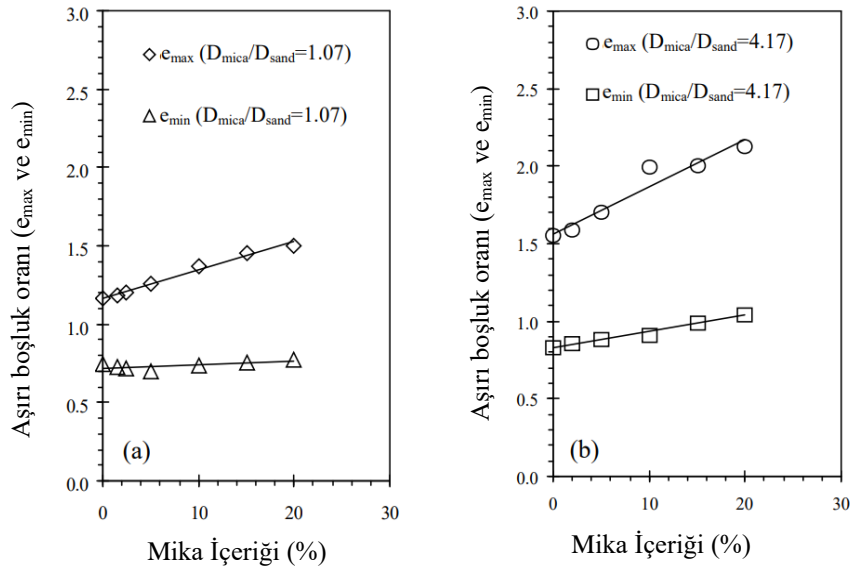 Aşırı boşluk oranı (emax ve emin)
3.0
2.5
2.0
1.5
1.0
0.5
0.0
emax (Dmica/Dsand=1.07)
emin (Dmica/Dsand=1.07)
(a)
0
10
20
30
Mika İçeriği (%)
Aşırı boşluk oranı (emax ve emin)
3.0
2.5
2.0
1.5
1.0
0.5
0.0
emax (Dmica/Dsand=4.17)
emin (Dmica/Dsand=4.17)
(b)
0
10
20
30
Mika İçeriği (%)